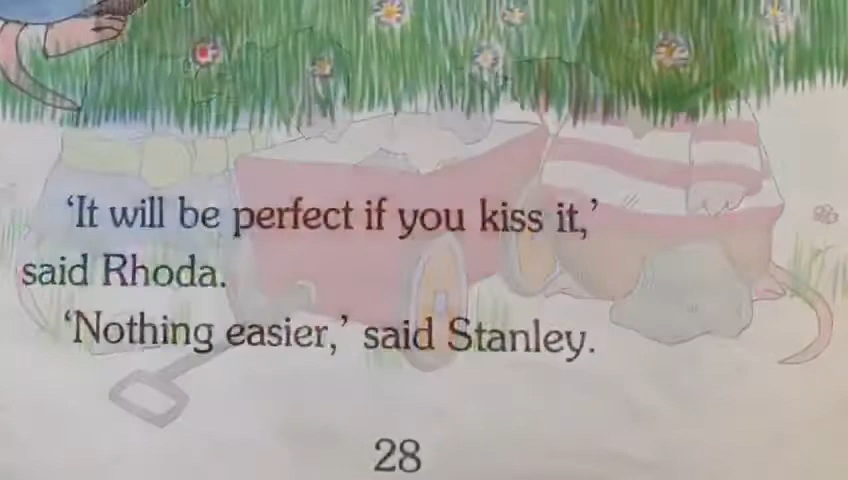 ‘It will be perfect if you kiss it,’
said Rhoda.
‘Nothing easier,’ said Stanley.
28